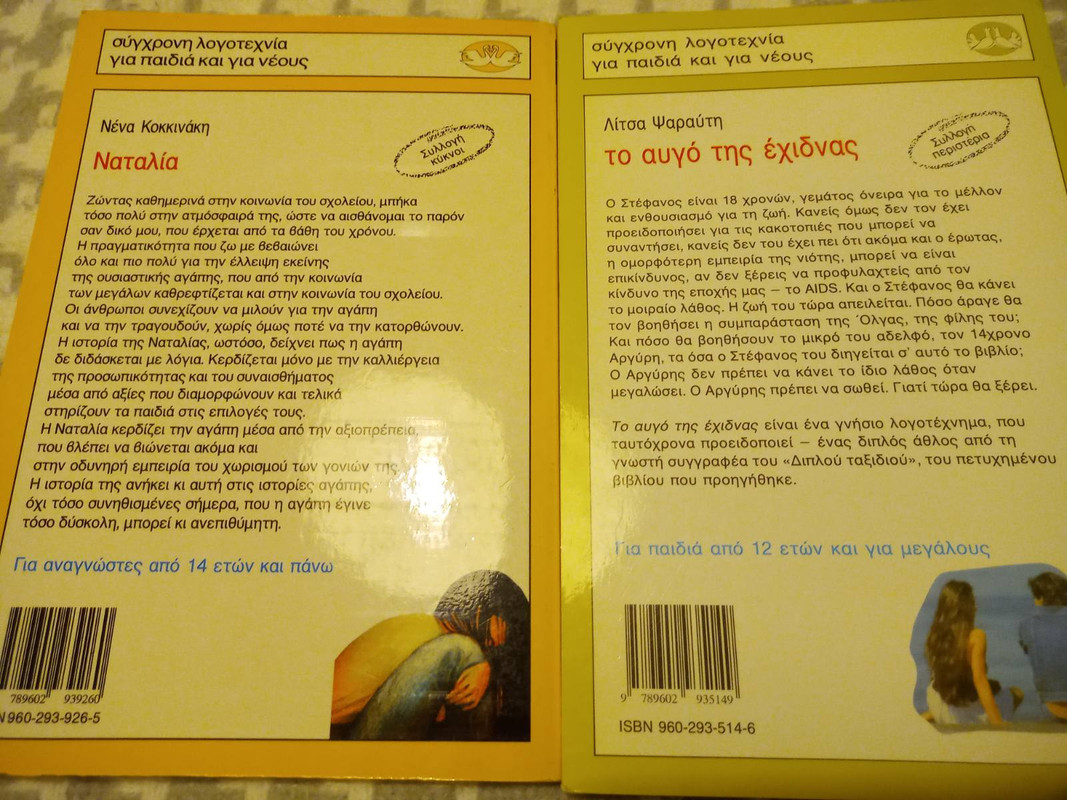 σύγχρονη λογοτεχνία
για παιδιά και για νέους
Νένα Κοκκινάκη
Ναταλία
Συλλογή
κύκνοι
Ζώντας καθημερινά στην κοινωνία του σχολείου, μπήκα
τόσο πολύ στην ατμόσφαιρά της, ώστε να αισθάνομαι το παρόν
σαν δικό μου, που έρχεται από τα βάθη του χρόνου.
Η πραγματικότητα που ζω με βεβαιώνει
όλο και πιο πολύ για την έλλειψη εκείνης
της ουσιαστικής αγάπης, που από την κοινωνία
των μεγάλων καθρεφτίζεται και στην κοινωνία του σχολείου.
Οι άνθρωποι συνεχίζουν να μιλούν για την αγάπη
και να την τραγουδούν, χωρίς όμως ποτέ να την κατορθώνουν.
Η ιστορία της Ναταλίας, ωστόσο, δείχνει πως η αγάπη
δε διδάσκεται με λόγια. Κερδίζεται μόνο με την καλλιέργεια
της προσωπικότητας και του συναισθήματος
μέσα από αξίες που διαμορφώνουν και τελικά
στηρίζουν τα παιδιά στις επιλογές τους.
Η Ναταλία κερδίζει την αγάπη μέσα από την αξιοπρέπεια,
που βλέπει να βιώνεται ακόμα και
στην οδυνηρή εμπειρία του χωρισμού των γονιών της.
Η ιστορία της ανήκει κι αυτή στις ιστορίες αγάπης,
όχι τόσο συνηθισμένες σήμερα, που η αγάπη έγινε
τόσο δύσκολη, μπορεί κι ανεπιθύμητη.
Για αναγνώστες από 14 ετών και πάνω
789602 939260
N 960-293-926-5
σύγχρονη λογοτεχνία
για παιδιά και για νέους
Λίτσα Ψαραύτη
το αυγό της έχιδνας
Συλλογή
περιστέρια
Ο Στέφανος είναι 18 χρονών, γεμάτος όνειρα για το μέλλον
και ενθουσιασμό για τη ζωή. Κανείς όμως δεν τον έχει
προειδοποιήσει για τις κακοτοπιές που μπορεί να
συναντήσει, κανείς δεν του έχει πει ότι ακόμα και ο έρωτας,
η ομορφότερη εμπειρία της νιότης, μπορεί να είναι
επικίνδυνος, αν δεν ξέρεις να προφυλαχτείς από τον
κίνδυνο της εποχής μας – το AIDS. Και ο Στέφανος θα κάνει
το μοιραίο λάθος. Η ζωή του τώρα απειλείται. Πόσο άραγε θα
τον βοηθήσει η συμπαράσταση της Όλγας, της φίλης του;
Και πόσο θα βοηθήσουν το μικρό του αδελφό, τον 14χρονο
Αργύρη, τα όσα ο Στέφανος του διηγείται σ' αυτό το βιβλίο;
Ο Αργύρης δεν πρέπει να κάνει το ίδιο λάθος όταν
μεγαλώσει. Ο Αργύρης πρέπει να σωθεί. Γιατί τώρα θα ξέρει.
Το αυγό της έχιδνας είναι ένα γνήσιο λογοτέχνημα, που
ταυτόχρονα προειδοποιεί – ένας διπλός άθλος από τη
γνωστή συγγραφέα του «Διπλού ταξιδιού», του πετυχημένου
βιβλίου που προηγήθηκε.
Για παιδιά από 12 ετών και για μεγάλους
9 789602 935149
ISBN 960-293-514-6